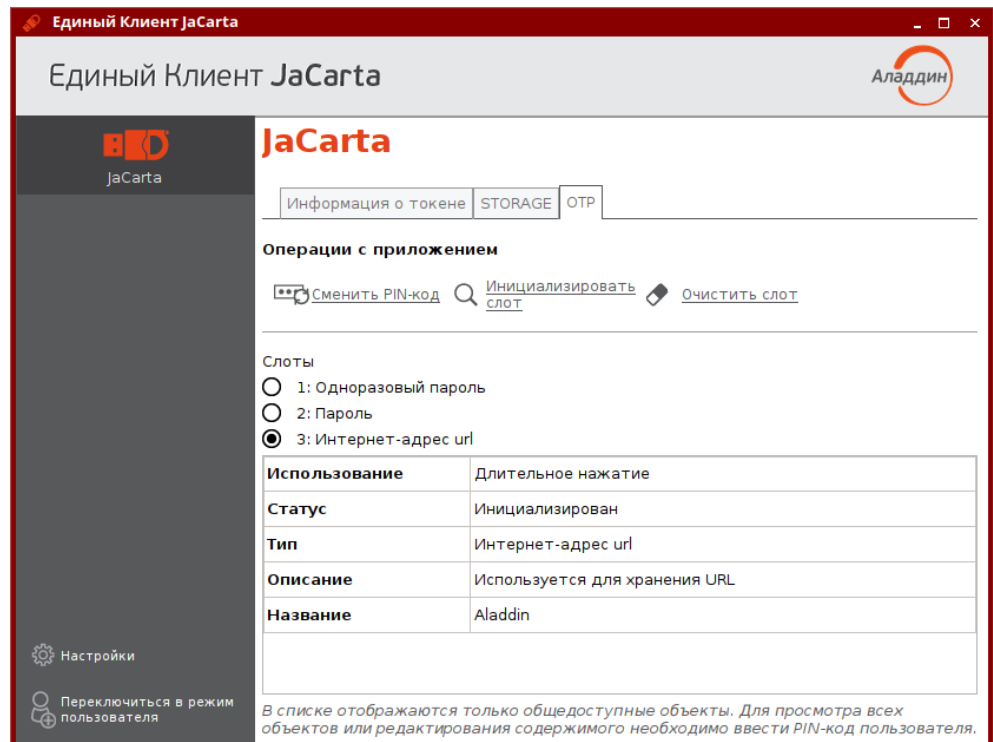 Единый Клиент JaCarta
Единый Клиент JaCarta
Аладдин
JaCarta
JaCarta
Информация о токене STORAGE OTP
Операции с приложением
Сменить PIN-код Инициализировать слот Очистить слот
Слоты
1: Одноразовый пароль
2: Пароль
3: Интернет-адрес url
Использование Длительное нажатие
Статус Инициализирован
Тип Интернет-адрес url
Описание Используется для хранения URL
Название Aladdin
Настройки
Переключиться в режим
пользователя
В списке отображаются только общедоступные объекты. Для просмотра всех
объектов или редактирования содержимого необходимо ввести PIN-код пользователя.